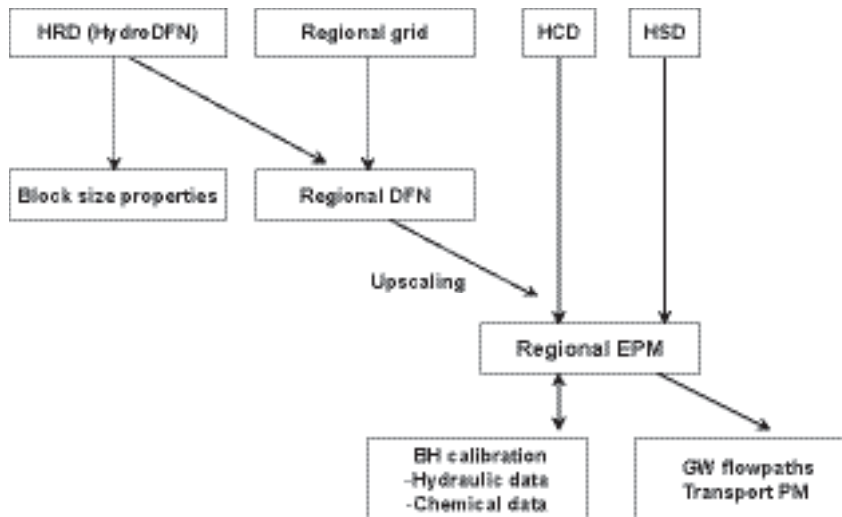 HRD (HydroDFN)
Regional grid
HCD
HSD
Block size properties
Regional DFN
Upscaling
Regional EPM
BH calibration
-Hydraulic data
-Chemical data
GW flowpaths
Transport PM